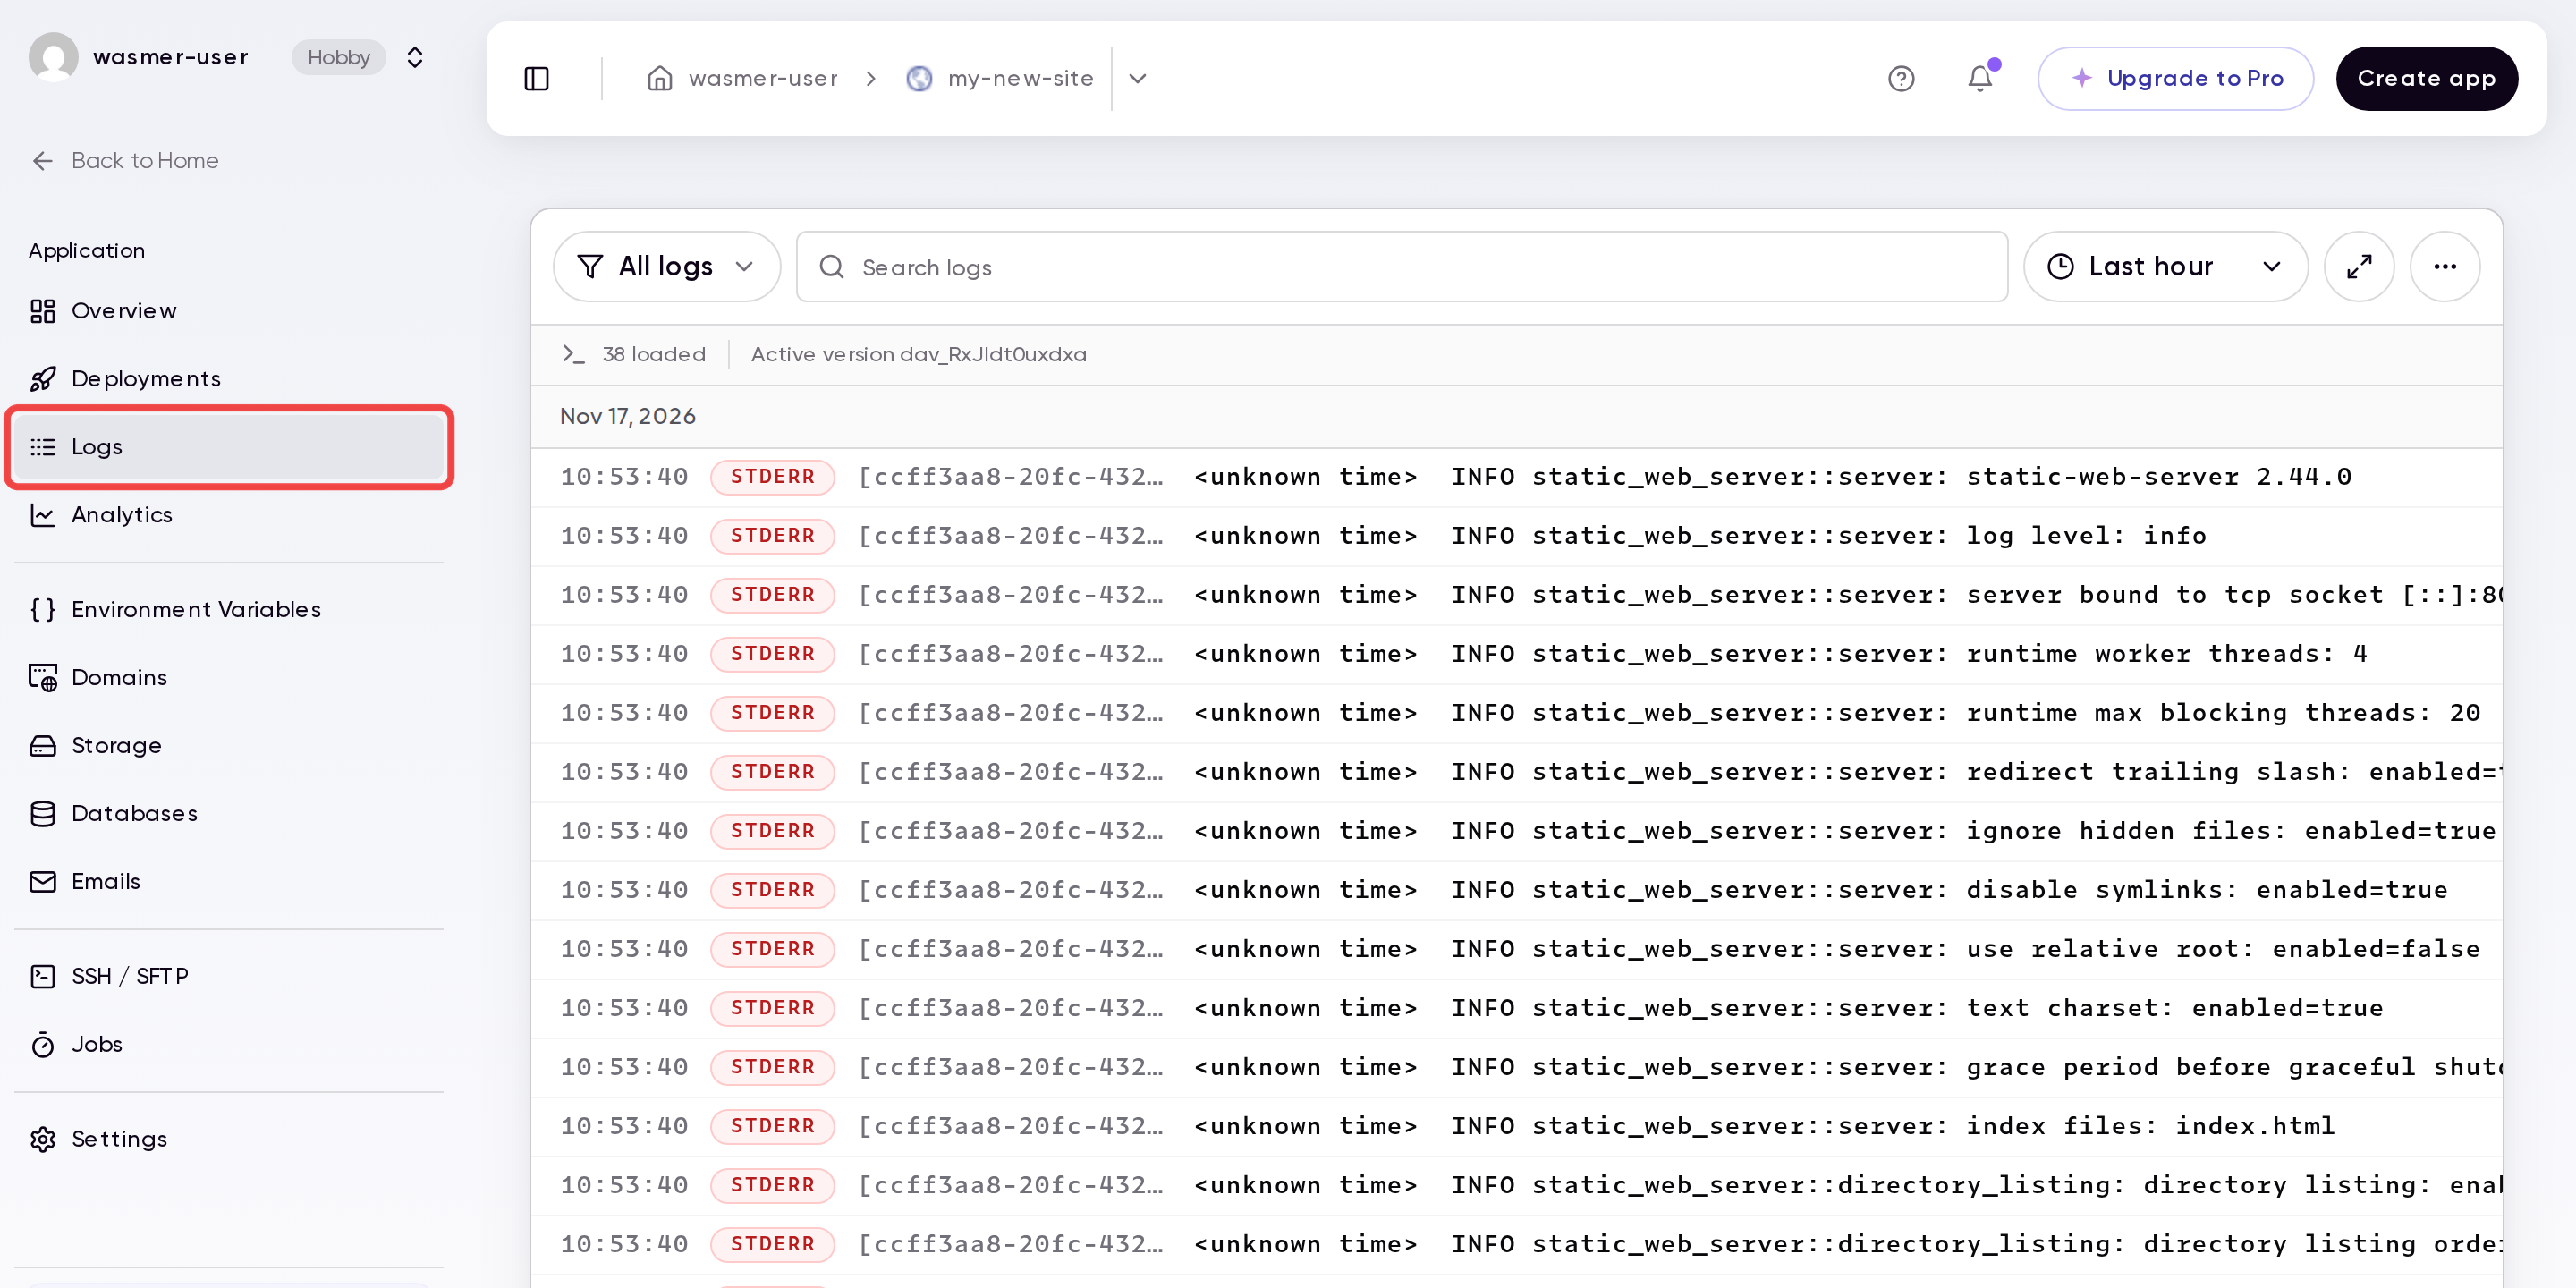 wasmer-user Hobby
Back to Home
Application
Overview
Deployments
Logs
Analytics
Environment Variables
Domains
Storage
Databases
Emails
SSH / SFTP
Jobs
Settings
wasmer-user my-new-site Upgrade to Pro Create app
All logs Search logs Last hour
38 loaded Active version dav_RxJldt0uxdxa
Nov 17, 2026
10:53:40 STDERR [ccff3aa8-20fc-432… <unknown time> INFO static_web_server::server: static-web-server 2.44.0
10:53:40 STDERR [ccff3aa8-20fc-432… <unknown time> INFO static_web_server::server: log level: info
10:53:40 STDERR [ccff3aa8-20fc-432… <unknown time> INFO static_web_server::server: server bound to tcp socket [::]:80
10:53:40 STDERR [ccff3aa8-20fc-432… <unknown time> INFO static_web_server::server: runtime worker threads: 4
10:53:40 STDERR [ccff3aa8-20fc-432… <unknown time> INFO static_web_server::server: runtime max blocking threads: 20
10:53:40 STDERR [ccff3aa8-20fc-432… <unknown time> INFO static_web_server::server: redirect trailing slash: enabled=
10:53:40 STDERR [ccff3aa8-20fc-432… <unknown time> INFO static_web_server::server: ignore hidden files: enabled=true
10:53:40 STDERR [ccff3aa8-20fc-432… <unknown time> INFO static_web_server::server: disable symlinks: enabled=true
10:53:40 STDERR [ccff3aa8-20fc-432… <unknown time> INFO static_web_server::server: use relative root: enabled=false
10:53:40 STDERR [ccff3aa8-20fc-432… <unknown time> INFO static_web_server::server: text charset: enabled=true
10:53:40 STDERR [ccff3aa8-20fc-432… <unknown time> INFO static_web_server::server: grace period before graceful shut
10:53:40 STDERR [ccff3aa8-20fc-432… <unknown time> INFO static_web_server::server: index files: index.html
10:53:40 STDERR [ccff3aa8-20fc-432… <unknown time> INFO static_web_server::directory_listing: directory listing: ena
10:53:40 STDERR [ccff3aa8-20fc-432… <unknown time> INFO static_web_server::directory_listing: directory listing orde